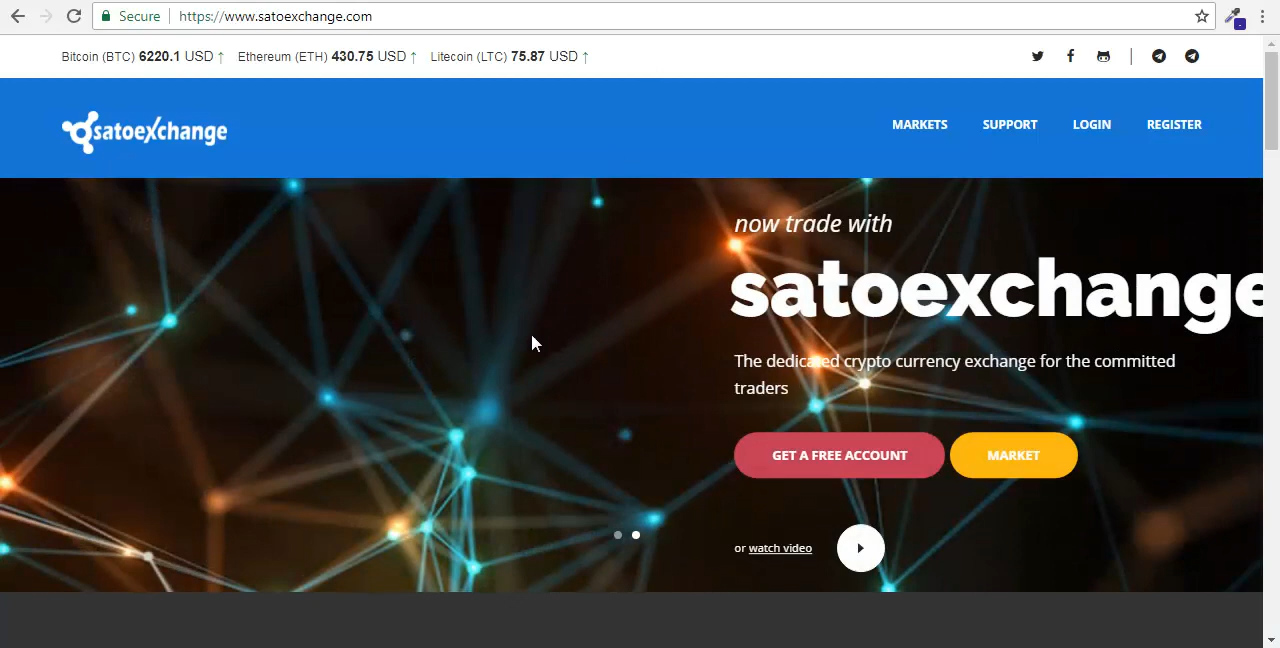 Secure https://www.satoexchange.com
Bitcoin (BTC) 6220.1 USD ↑ Ethereum (ETH) 430.75 USD ↑ Litecoin (LTC) 75.87 USD ↑
satoexchange
MARKETS SUPPORT LOGIN REGISTER
now trade with
satoexchange
The dedicated crypto currency exchange for the committed
traders
GET A FREE ACCOUNT MARKET
or watch video